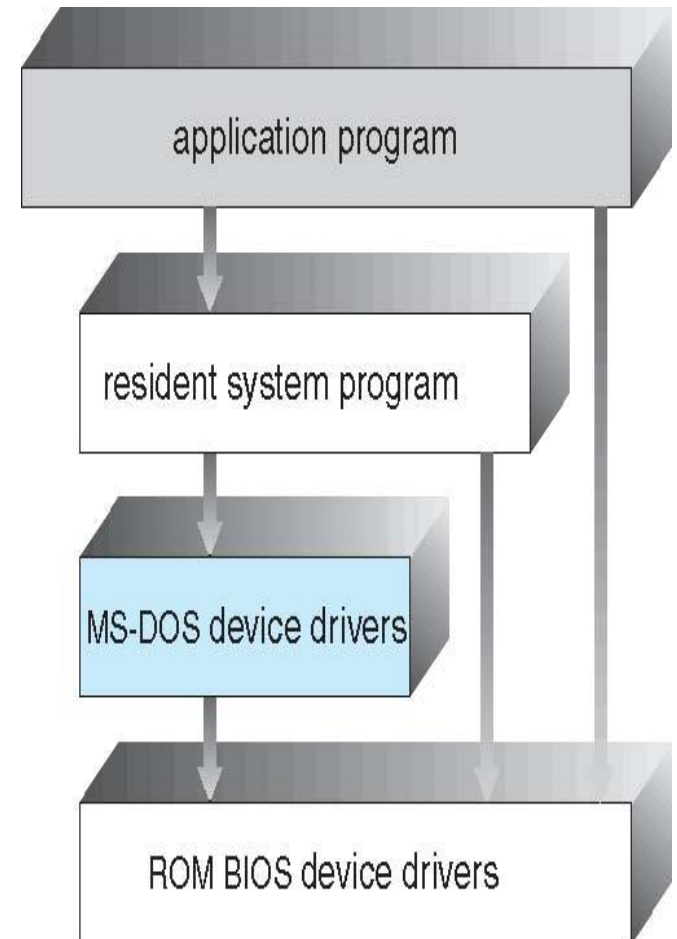 application program
resident system program
MS-DOS device drivers
ROM BIOS device drivers